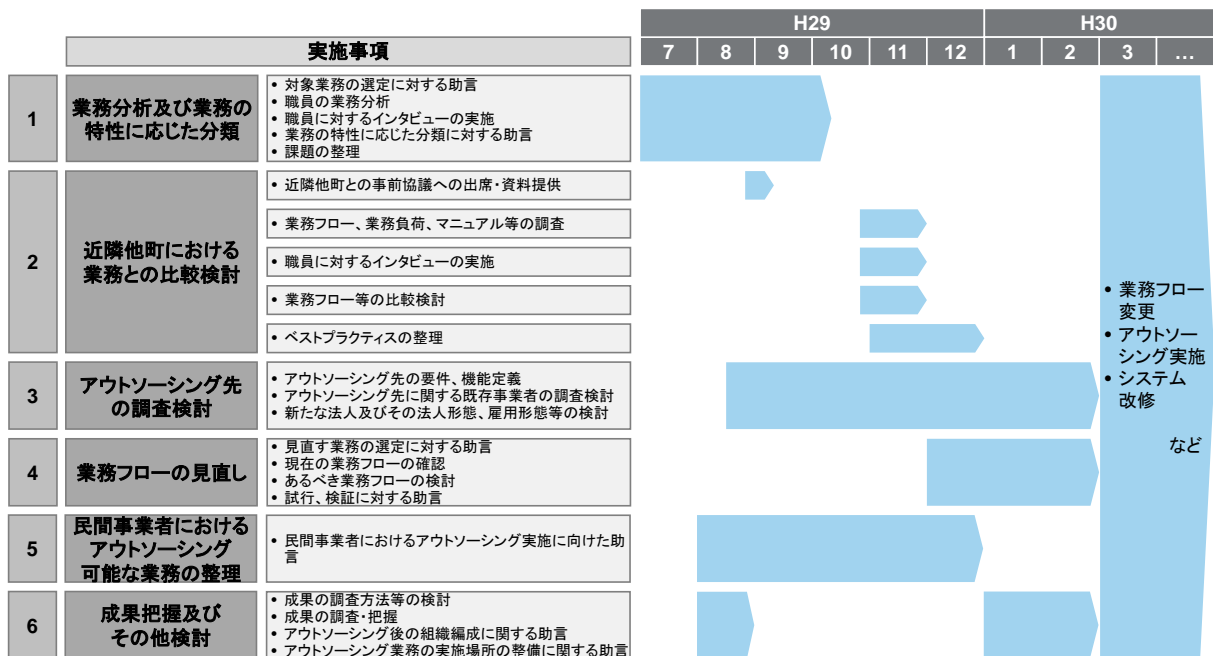 H29
H30
実施事項
7 8 9 10 11 12 1 2 3 …
1
業務分析及び業務の
特性に応じた分類
• 対象業務の選定に対する助言
• 職員の業務分析
• 職員に対するインタビューの実施
• 業務の特性に応じた分類に対する助言
• 課題の整理
2
近隣他町における
業務との比較検討
• 近隣他町との事前協議への出席・資料提供
• 業務フロー、業務負荷、マニュアル等の調査
• 職員に対するインタビューの実施
• 業務フロー等の比較検討
• ベストプラクティスの整理
3
アウトソーシング先
の調査検討
• アウトソーシング先の要件、機能定義
• アウトソーシング先に関する既存事業者の調査検討
• 新たな法人及びその法人形態、雇用形態等の検討
4
業務フローの見直し
• 見直す業務の選定に対する助言
• 現在の業務フローの確認
• あるべき業務フローの検討
• 試行、検証に対する助言
5
民間事業者における
アウトソーシング
可能な業務の整理
• 民間事業者におけるアウトソーシング実施に向けた助
言
6
成果把握及び
その他検討
• 成果の調査方法等の検討
• 成果の調査・把握
• アウトソーシング後の組織編成に関する助言
• アウトソーシング業務の実施場所の整備に関する助言
• 業務フロー
変更
• アウトソー
シング実施
• システム
改修
など